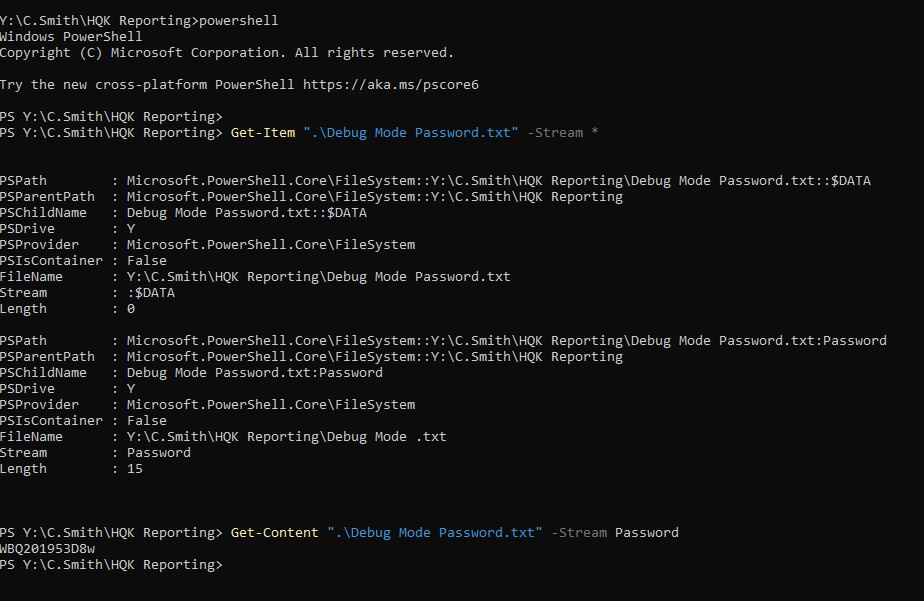 Y:\C.Smith\HQK Reporting>powershell
Windows PowerShell
Copyright (C) Microsoft Corporation. All rights reserved.
Try the new cross-platform PowerShell https://aka.ms/pscore6
PS Y:\C.Smith\HQK Reporting>
PS Y:\C.Smith\HQK Reporting> Get-Item ".\Debug Mode Password.txt" -Stream *
PSPath        : Microsoft.PowerShell.Core\FileSystem::Y:\C.Smith\HQK Reporting\Debug Mode Password.txt::$DATA
PSParentPath  : Microsoft.PowerShell.Core\FileSystem::Y:\C.Smith\HQK Reporting
PSChildName   : Debug Mode Password.txt::$DATA
PSDrive       : Y
PSProvider    : Microsoft.PowerShell.Core\FileSystem
PSIsContainer : False
FileName      : Y:\C.Smith\HQK Reporting\Debug Mode Password.txt
Stream        : :$DATA
Length        : 0
PSPath        : Microsoft.PowerShell.Core\FileSystem::Y:\C.Smith\HQK Reporting\Debug Mode Password.txt:Password
PSParentPath  : Microsoft.PowerShell.Core\FileSystem::Y:\C.Smith\HQK Reporting
PSChildName   : Debug Mode Password.txt:Password
PSDrive       : Y
PSProvider    : Microsoft.PowerShell.Core\FileSystem
PSIsContainer : False
FileName      : Y:\C.Smith\HQK Reporting\Debug Mode .txt
Stream        : Password
Length        : 15
PS Y:\C.Smith\HQK Reporting> Get-Content ".\Debug Mode Password.txt" -Stream Password
WBQ201953D8w
PS Y:\C.Smith\HQK Reporting>